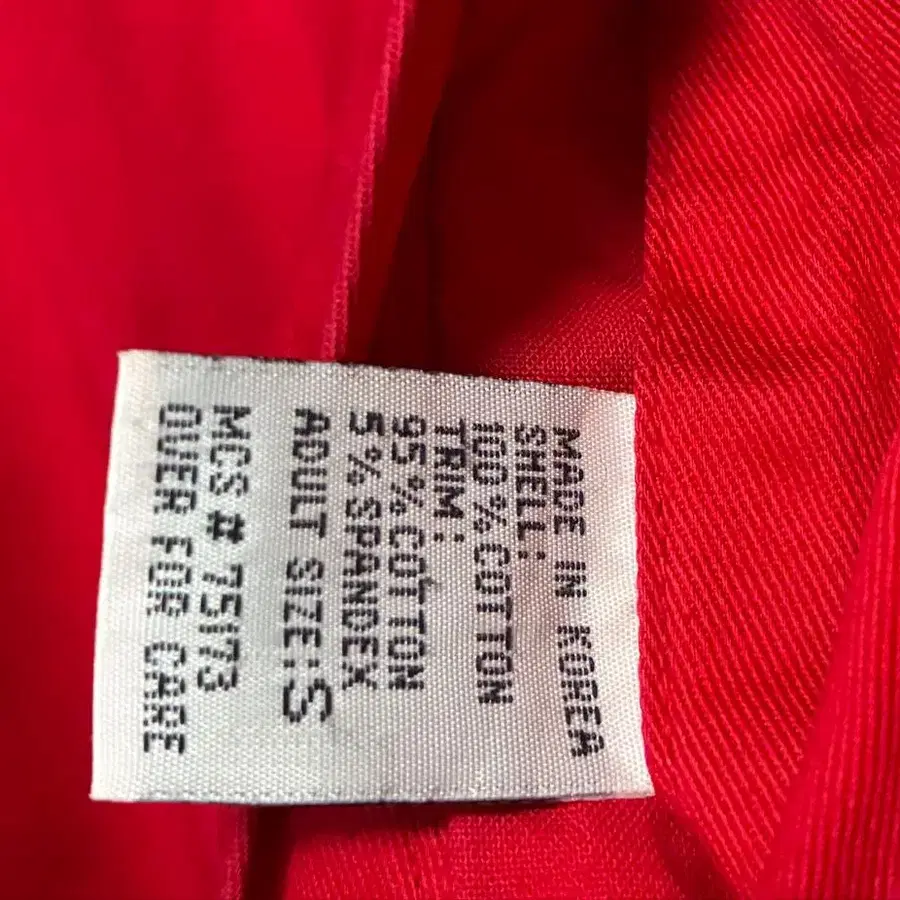 MADE IN KOREA
SHELL:
100%COTTON
TRIM:
95%COTTON
5%SPANDEX
ADULT SIZE:S
MCS# 75173
OVER FOR CARE